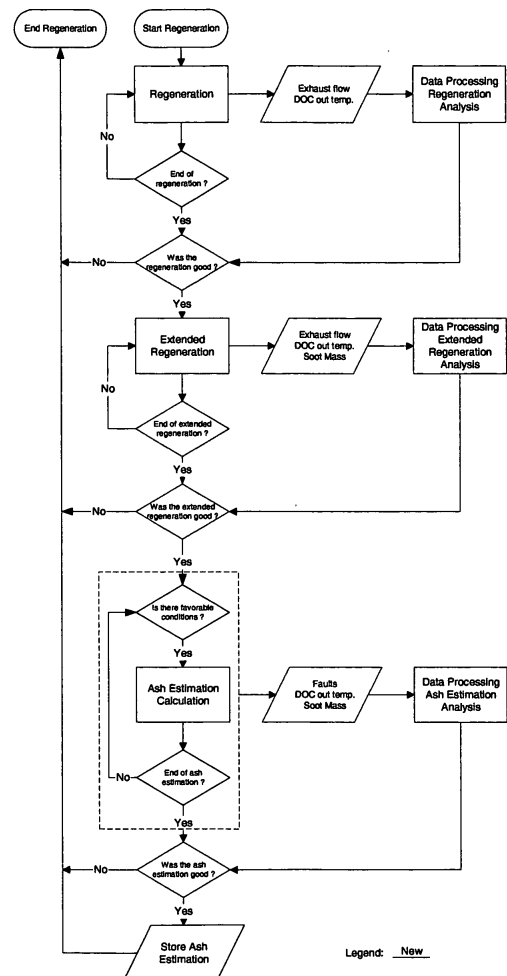 End Regeneration
Start Regeneration
Regeneration
Exhaust flow
DOC out temp.
Data Processing
Regeneration
Analysis
No
End of
regeneration ?
Yes
No
Was the
regeneration good ?
Yes
Extended
Regeneration
Exhaust flow
DOC out temp.
Soot Mass
Data Processing
Extended
Regeneration
Analysis
No
End of extended
regeneration ?
Yes
No
Was the extended
regeneration good ?
Yes
Is there favorable
conditions ?
Yes
Ash Estimation
Calculation
Faults
DOC out temp.
Soot Mass
Data Processing
Ash Estimation
Analysis
No
End of ash
estimation ?
Yes
No
Was the ash
estimation good ?
Yes
Store Ash
Estimation
Legend: New